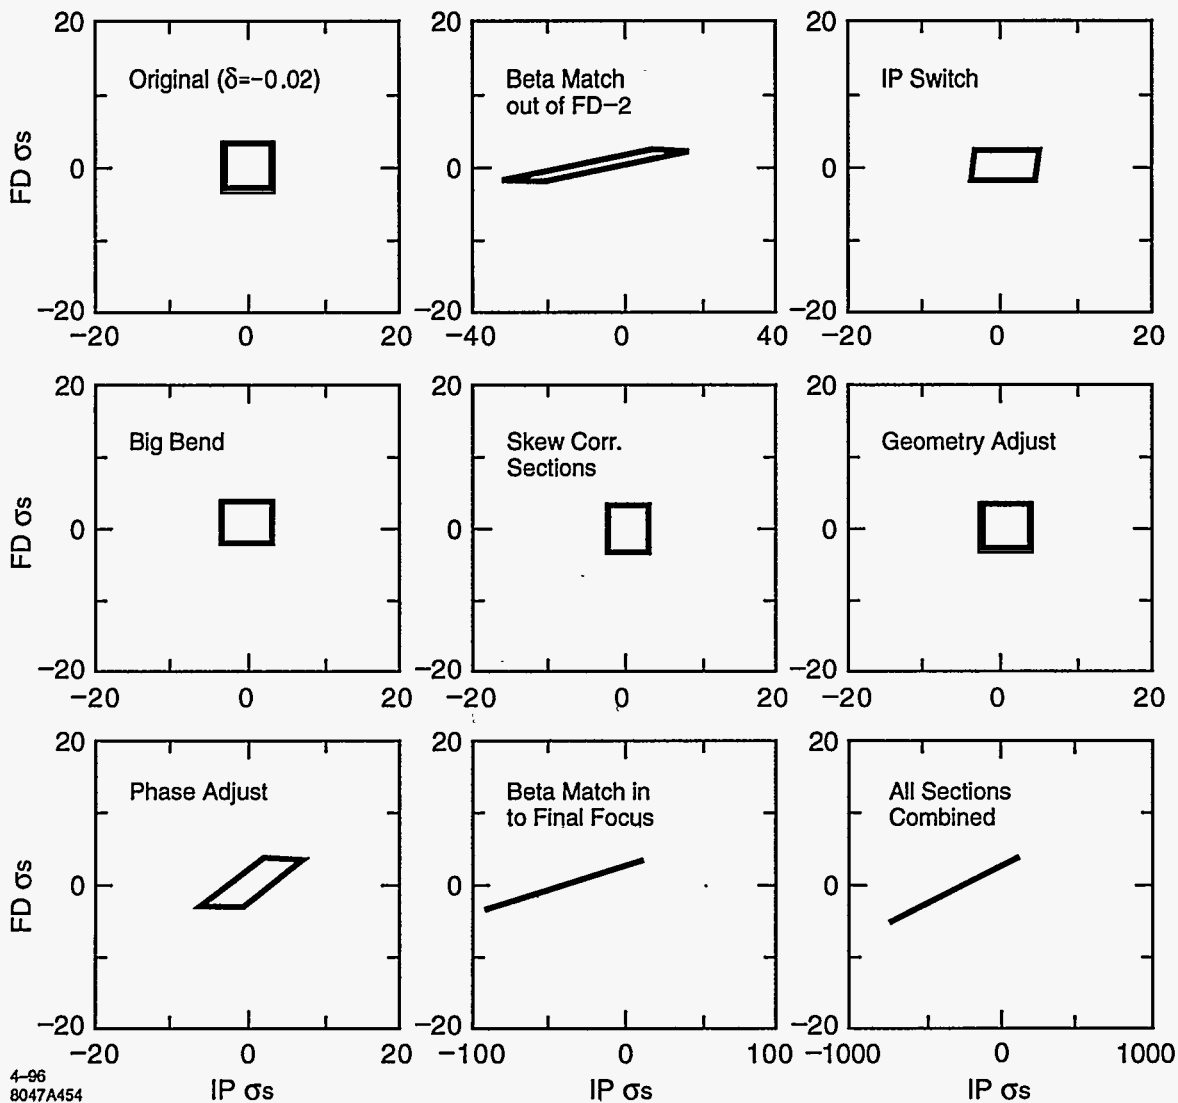 20 20 20
Original (δ=−0.02) Beta Match IP Switch
out of FD−2
FD σs 0 0 0
−20 −20 −20
−20 0 20 −40 0 40 −20 0 20
20 20 20
Big Bend Skew Corr. Geometry Adjust
Sections
FD σs 0 0 0
−20 −20 −20
−20 0 20 −100 0 100 −20 0 20
20 20 20
Phase Adjust Beta Match in All Sections
to Final Focus Combined
FD σs 0 0 0
−20 −20 −20
−20 0 20 −100 0 100 −1000 0 1000
4–96
8047A454 IP σs IP σs IP σs